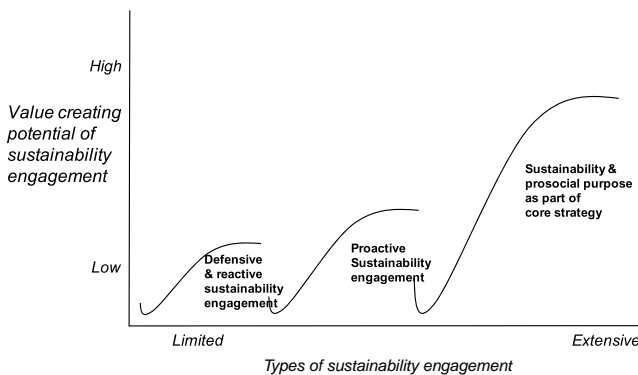 High
Value creating
potential of
sustainability
engagement
Low
Defensive
& reactive
sustainability
engagement
Proactive
Sustainability
engagement
Sustainability &
prosocial purpose
as part of
core strategy
Limited
Extensive
Types of sustainability engagement